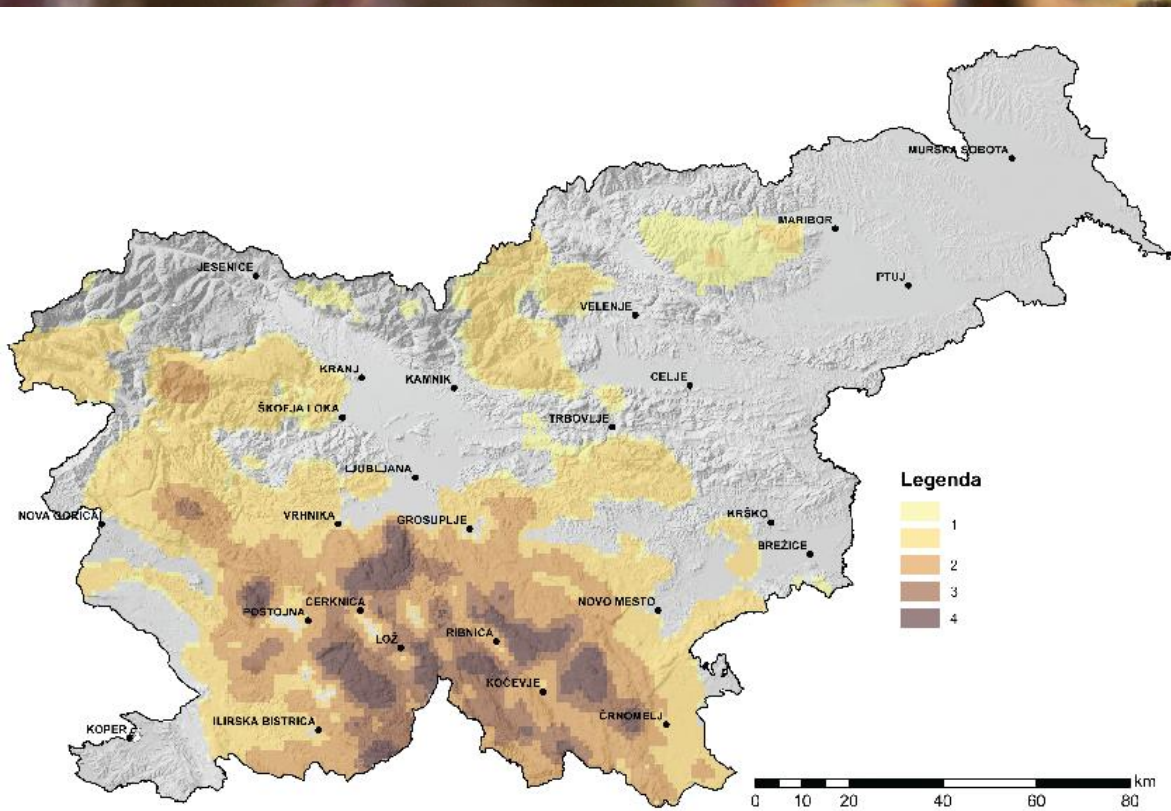 MURSKA SOBOTA
MARIBOR
JESENICE
PTUJ
VELENJE
KRANJ
KAMNIK
CELJE
ŠKOFJA LOKA
TRBOVLJE
LJUBLJANA
Legenda
NOVA GORICA
VRHNIKA
GROSUPLJE
KRŠKO
1
BREŽICE
2
3
POSTOJNA
CERKNICA
NOVO MESTO
4
LOŽ
RIBNICA
KOČEVJE
KOPER
ILIRSKA BISTRICA
ČRNOMELJ
km
0 10 20 40 60 80